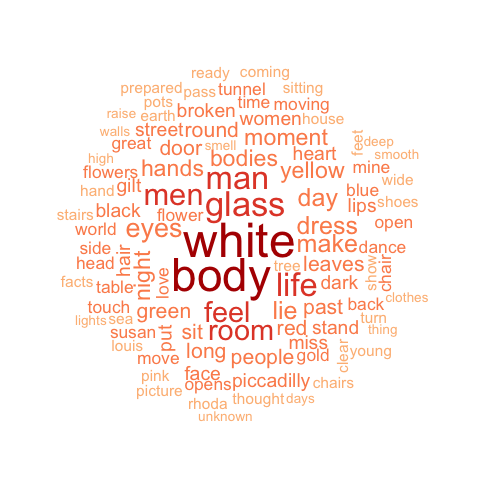 ready coming
prepared pass tunnel sitting
pots time moving
raise earth broken women house
walls street round moment feet deep
great door smell heart smooth
high bodies yellow mine
flowers hands man wide
hand gilt men glass day blue shoes
stairs black flower lips open
world eyes white dress
side make dance
head hair body tree leaves chair
facts table night love life dark show clothes
touch green feel lie past back
lights sea put room red stand turn
susan sit miss thing
louis move long people gold clear young
pink face
picture opens piccadilly chairs
rhoda thought days
unknown